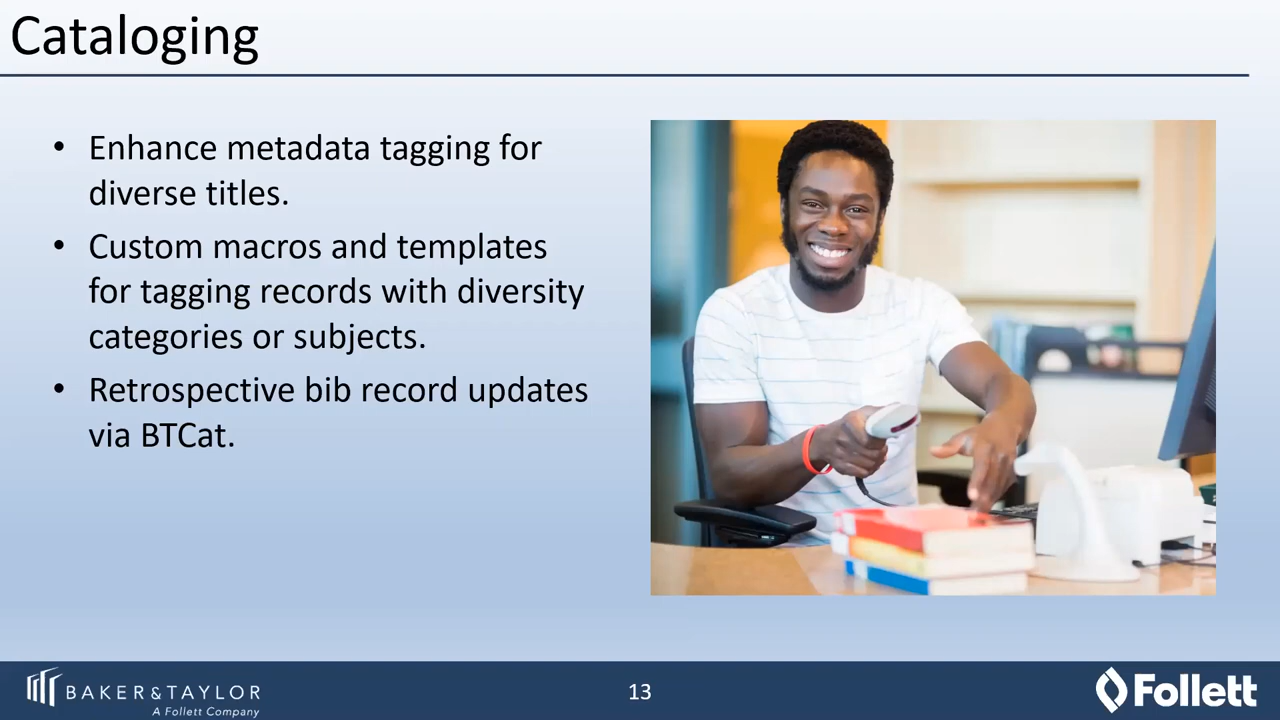 Cataloging
• Enhance metadata tagging for
diverse titles.
• Custom macros and templates
for tagging records with diversity
categories or subjects.
• Retrospective bib record updates
via BTCat.
BAKER & TAYLOR
A Follett Company
13
Follett